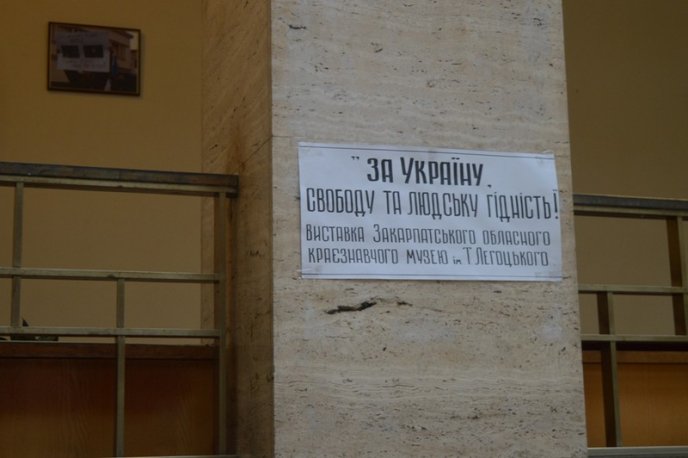 " ЗА УКРАЇНУ,
СВОБОДУ ТА ЛЮДСЬКУ ГІДНІСТЬ!
ВИСТАВКА ЗАКАРПАТСЬКОГО ОБЛАСНОГО
КРАЄЗНАВЧОГО МУЗЕЮ ім Т.ЛЕГОЦЬКОГО